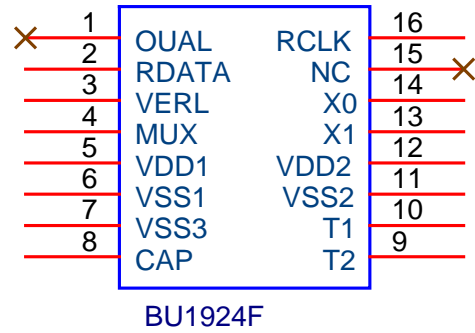 1 OUAL RCLK 16
2 RDATA NC 15
3 VERL X0 14
4 MUX X1 13
5 VDD1 VDD2 12
6 VSS1 VSS2 11
7 VSS3 T1 10
8 CAP T2 9
BU1924F